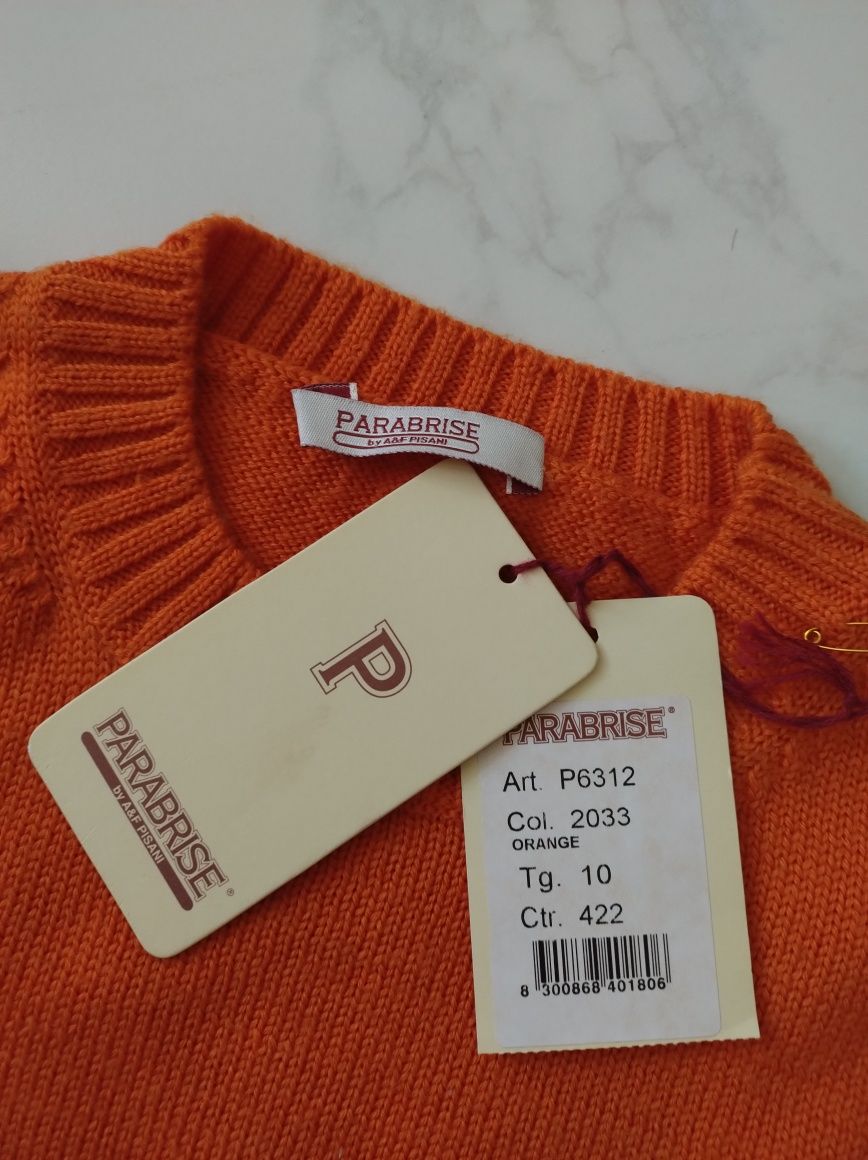 PARABRISE
by A&F PISANI
P
PARABRISE®
by A&F PISANI
PARABRISE®
Art. P6312
Col. 2033
ORANGE
Tg. 10
Ctr. 422
8 300868 401806